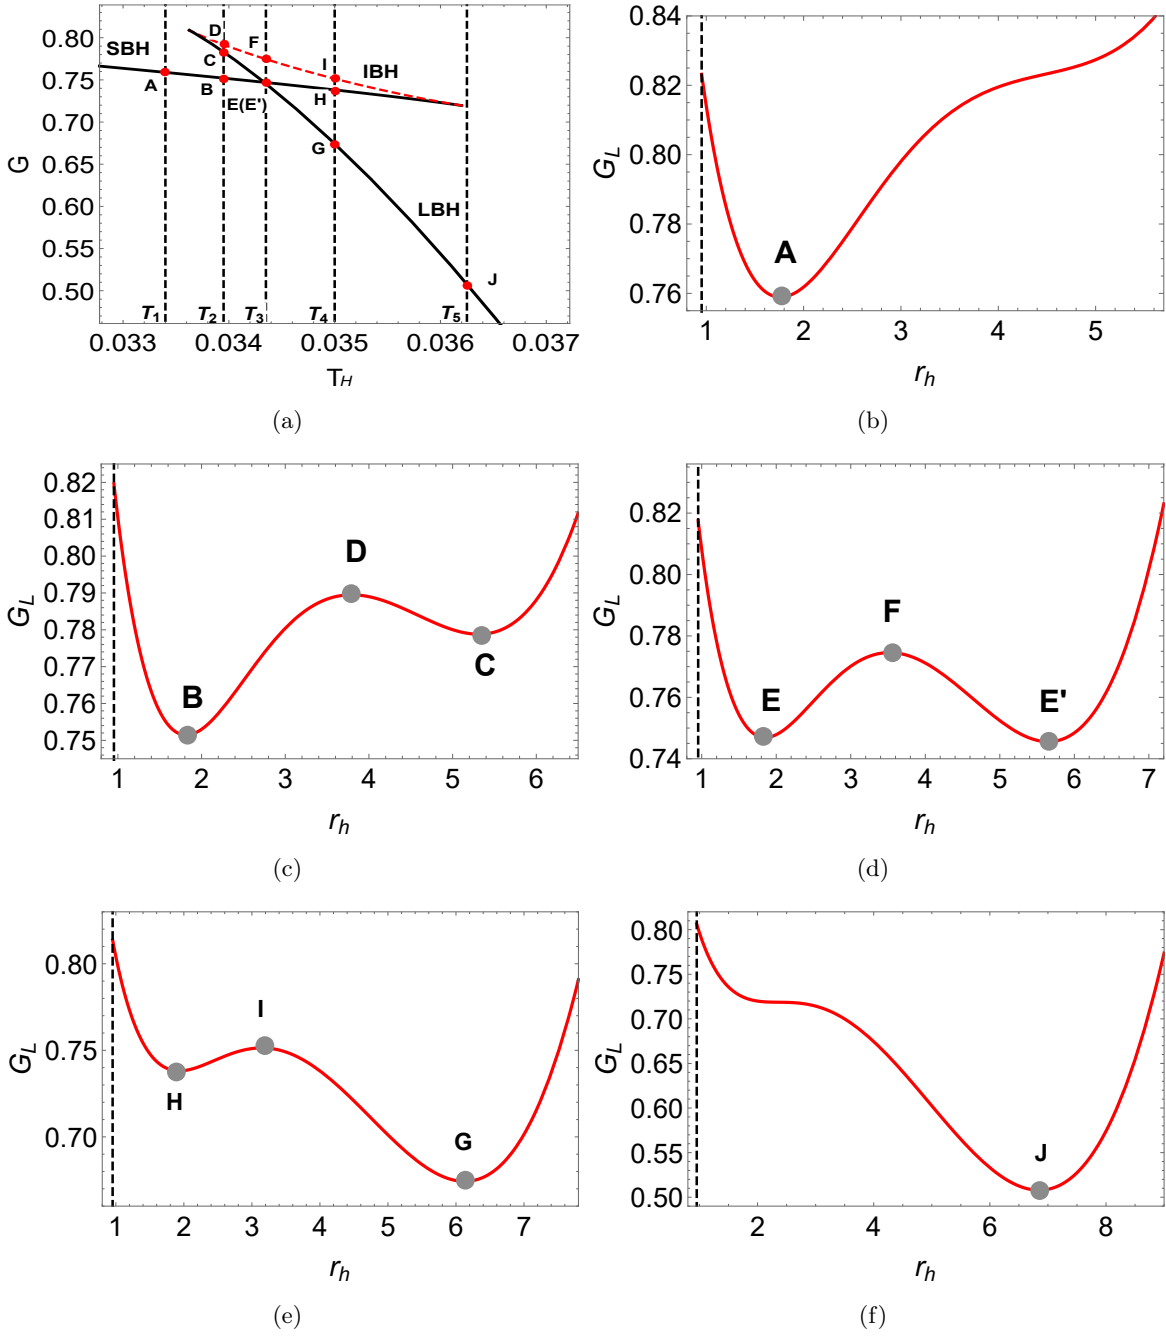 G
0.80
0.75
0.70
0.65
0.60
0.55
0.50
SBH
IBH
LBH
A
B
C
D
E(E')
F
G
H
I
J
T1 T2 T3 T4 T5
0.033 0.034 0.035 0.036 0.037
TH
(a)
GL
0.84
0.82
0.80
0.78
0.76
A
1 2 3 4 5
rh
(b)
GL
0.82
0.81
0.80
0.79
0.78
0.77
0.76
0.75
B
D
C
1 2 3 4 5 6
rh
(c)
GL
0.82
0.80
0.78
0.76
0.74
E
F
E'
1 2 3 4 5 6 7
rh
(d)
GL
0.80
0.75
0.70
H
I
G
1 2 3 4 5 6 7
rh
(e)
GL
0.80
0.75
0.70
0.65
0.60
0.55
0.50
J
2 4 6 8
rh
(f)